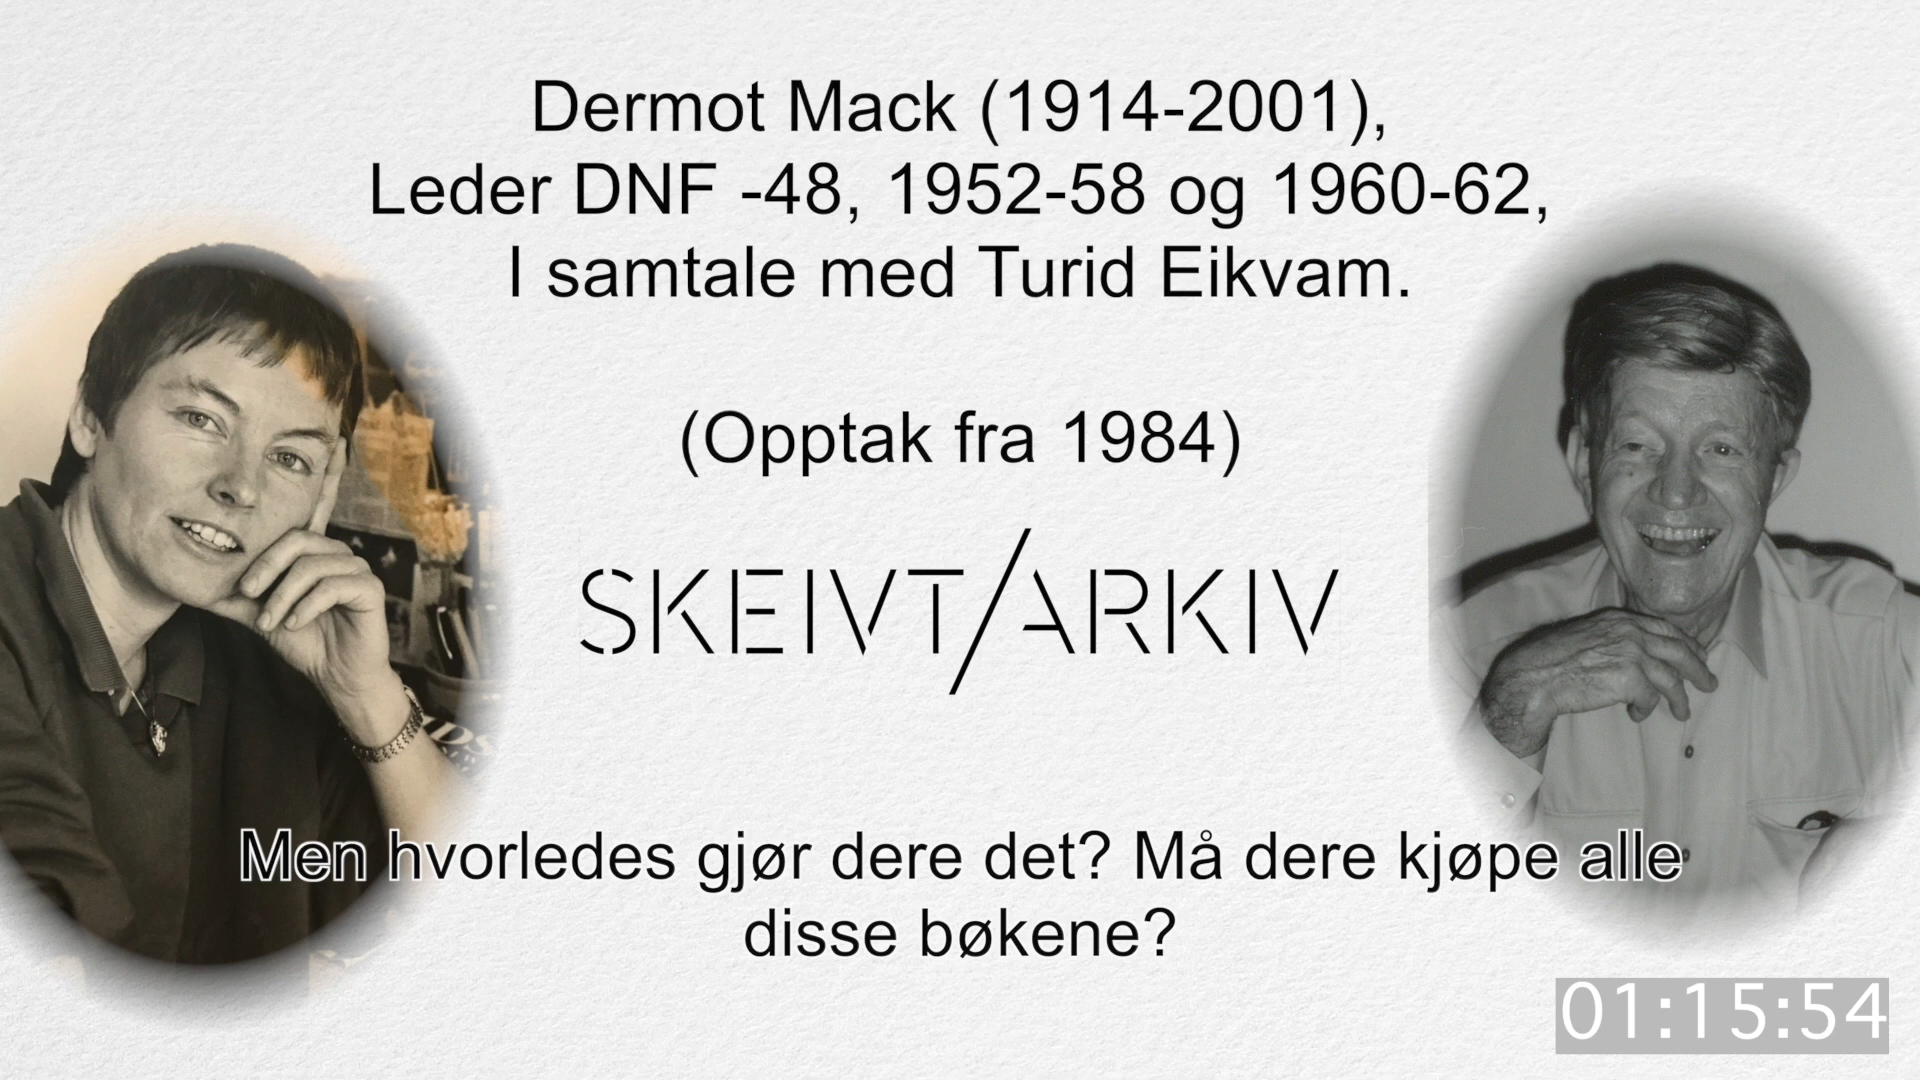 Dermot Mack (1914-2001),
Leder DNF -48, 1952-58 og 1960-62,
I samtale med Turid Eikvam.
(Opptak fra 1984)
SKEIVT/ARKIV
Men hvorledes gjør dere det? Må dere kjøpe alle
disse bøkene?
01:15:54